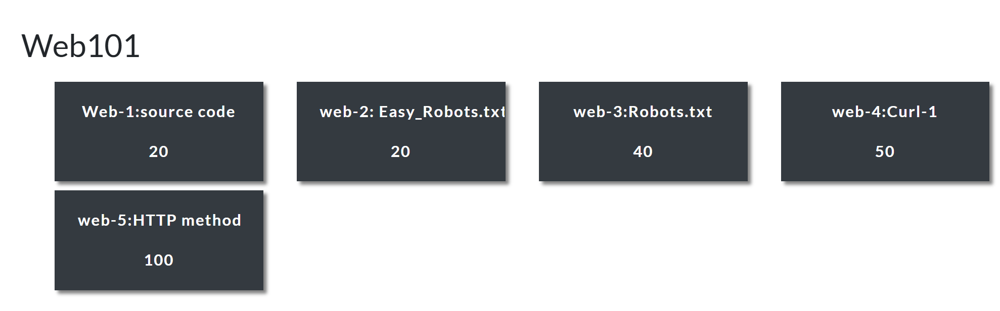 Web101
Web-1:source code
20
web-2: Easy_Robots.txt
20
web-3:Robots.txt
40
web-4:Curl-1
50
web-5:HTTP method
100